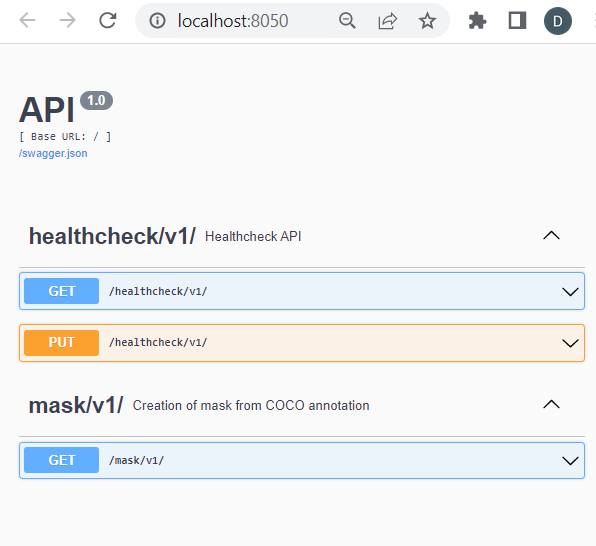 localhost:8050
D
API 1.0
[ Base URL: / ]
/swagger.json
healthcheck/v1/ Healthcheck API
GET /healthcheck/v1/
PUT /healthcheck/v1/
mask/v1/ Creation of mask from COCO annotation
GET /mask/v1/